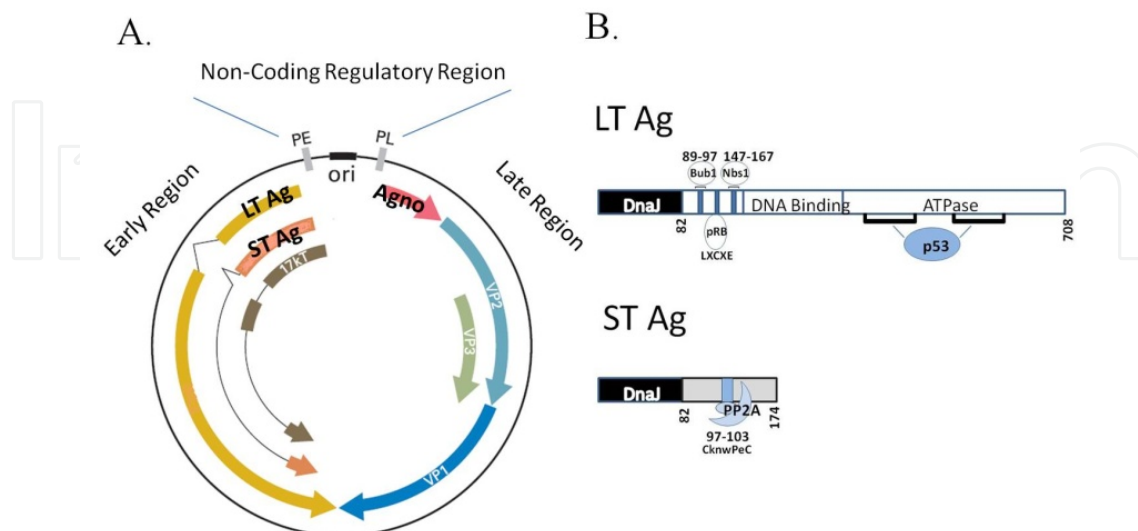 A.
Non-Coding Regulatory Region
PE
PL
ori
Early Region
Late Region
LT Ag
Agno
ST Ag
17kT
VP2
VP3
VP1
B.
LT Ag
89-97 147-167
Bub1 Nbs1
DnaJ DNA Binding ATPase
82 708
pRB
p53
LXCXE
ST Ag
DnaJ
PP2A
82 174
97-103
CknwPeC